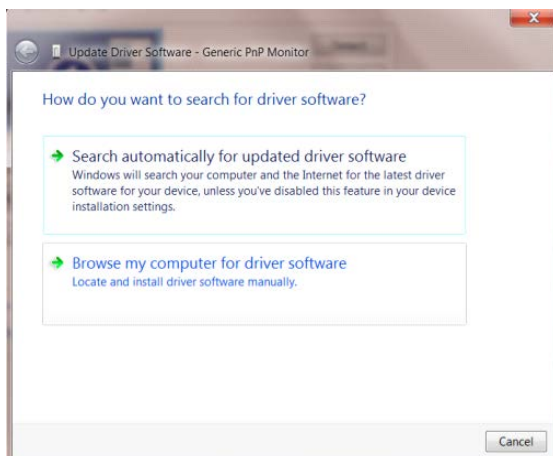 Update Driver Software - Generic PnP Monitor
How do you want to search for driver software?
Search automatically for updated driver software
Windows will search your computer and the Internet for the latest driver
software for your device, unless you've disabled this feature in your device
installation settings.
Browse my computer for driver software
Locate and install driver software manually.
Cancel